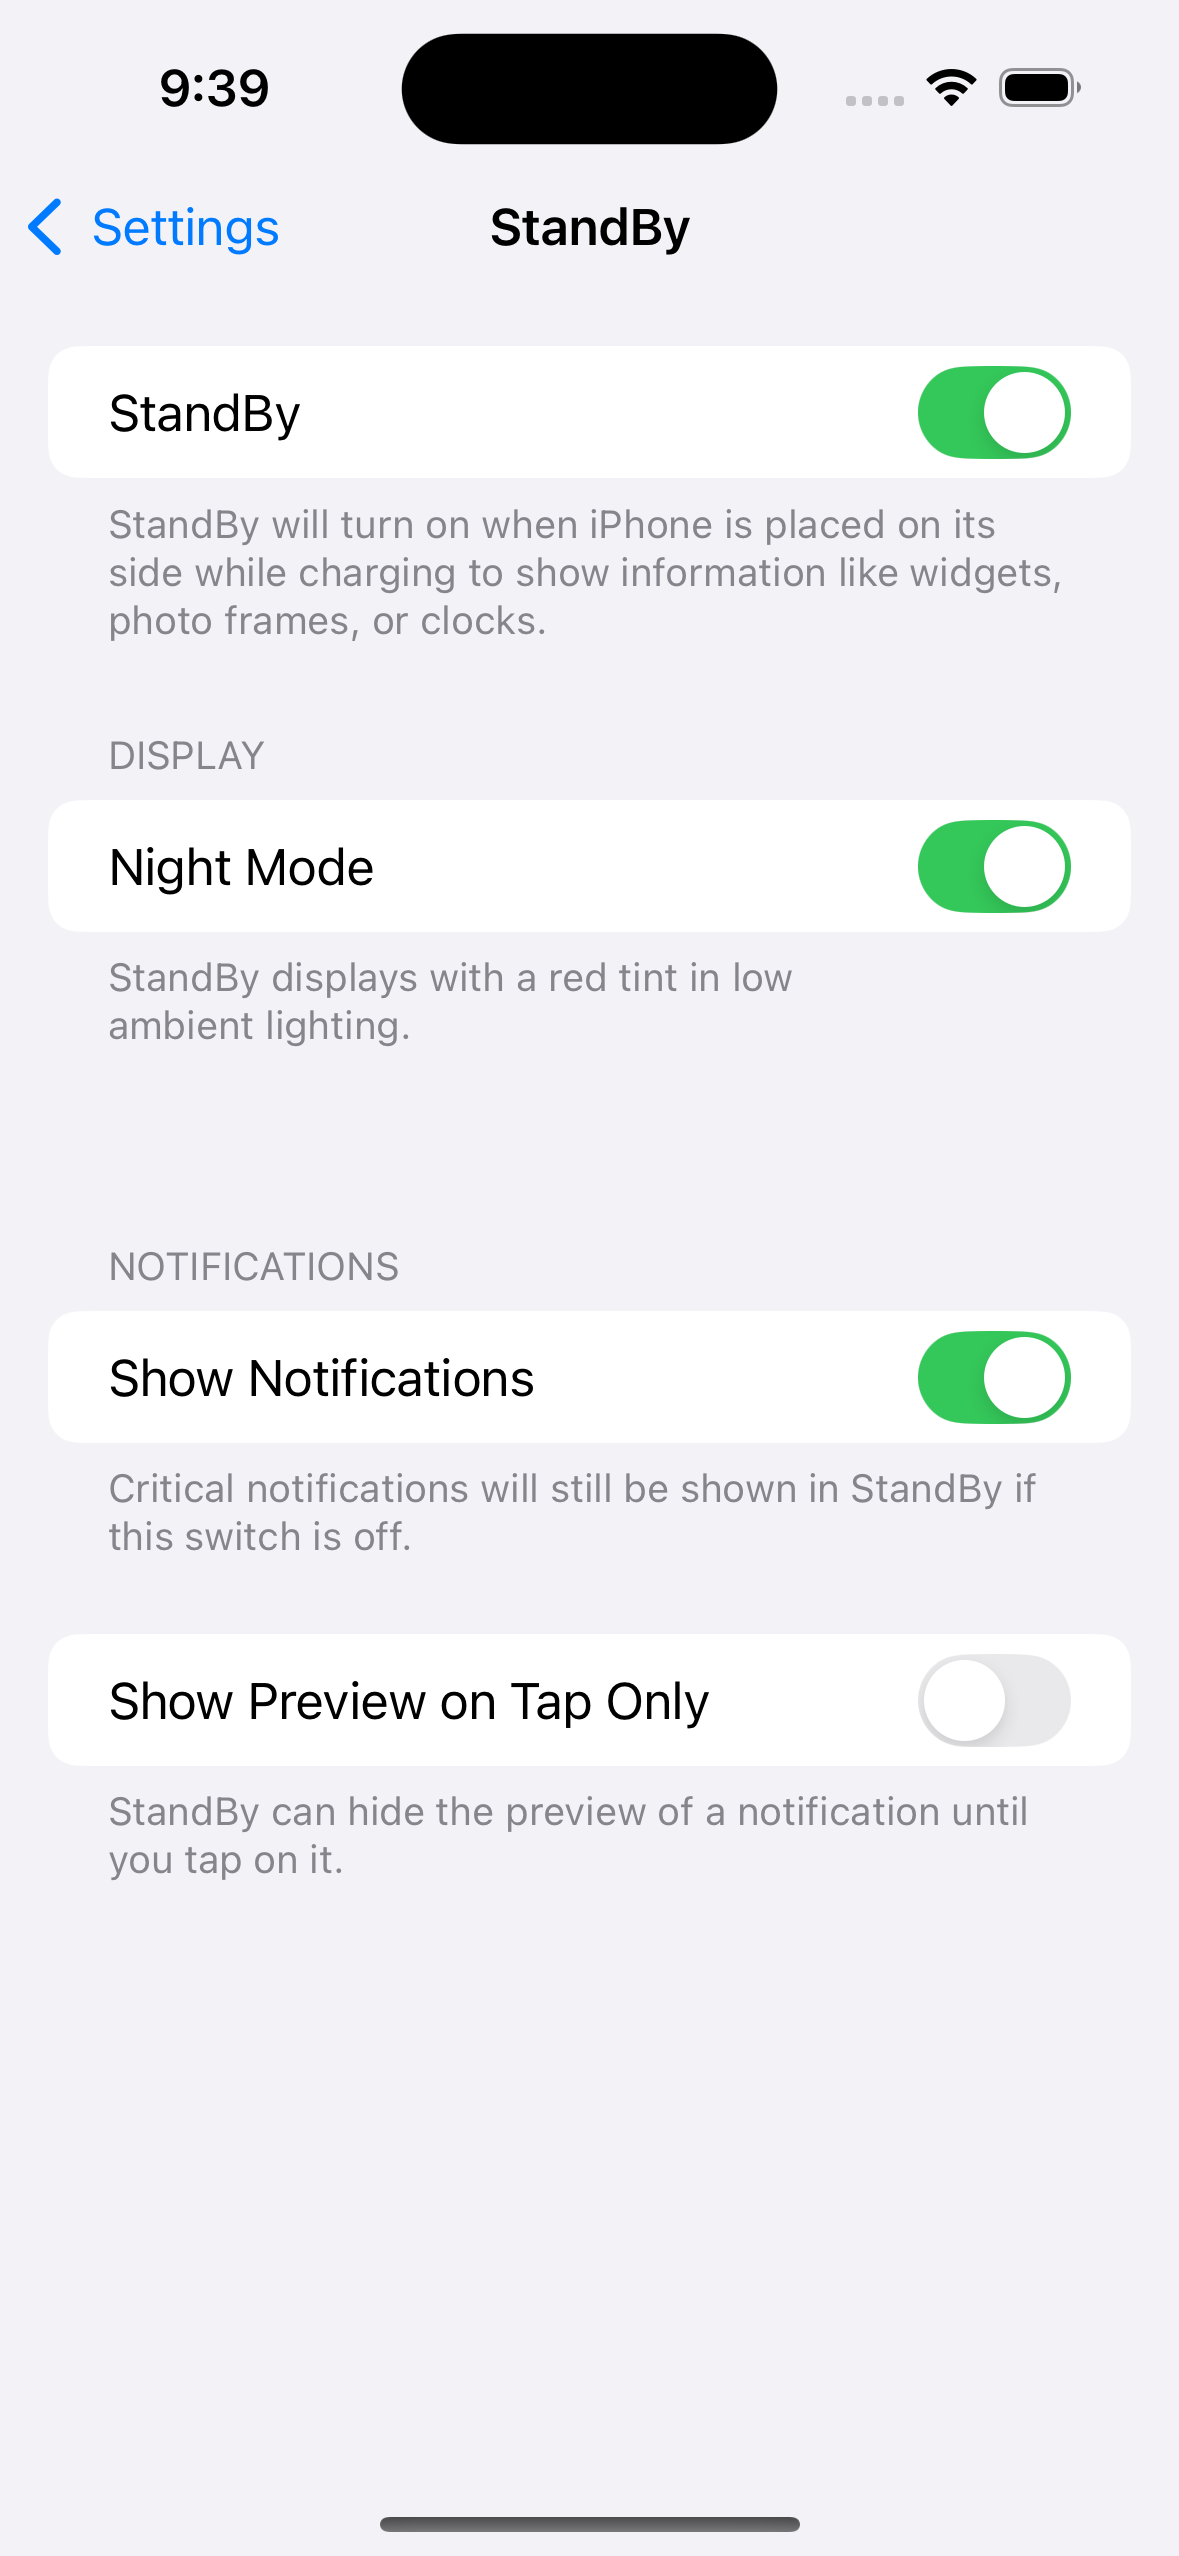 9:39
Settings
StandBy
StandBy
StandBy will turn on when iPhone is placed on its
side while charging to show information like widgets,
photo frames, or clocks.
DISPLAY
Night Mode
StandBy displays with a red tint in low
ambient lighting.
NOTIFICATIONS
Show Notifications
Critical notifications will still be shown in StandBy if
this switch is off.
Show Preview on Tap Only
StandBy can hide the preview of a notification until
you tap on it.